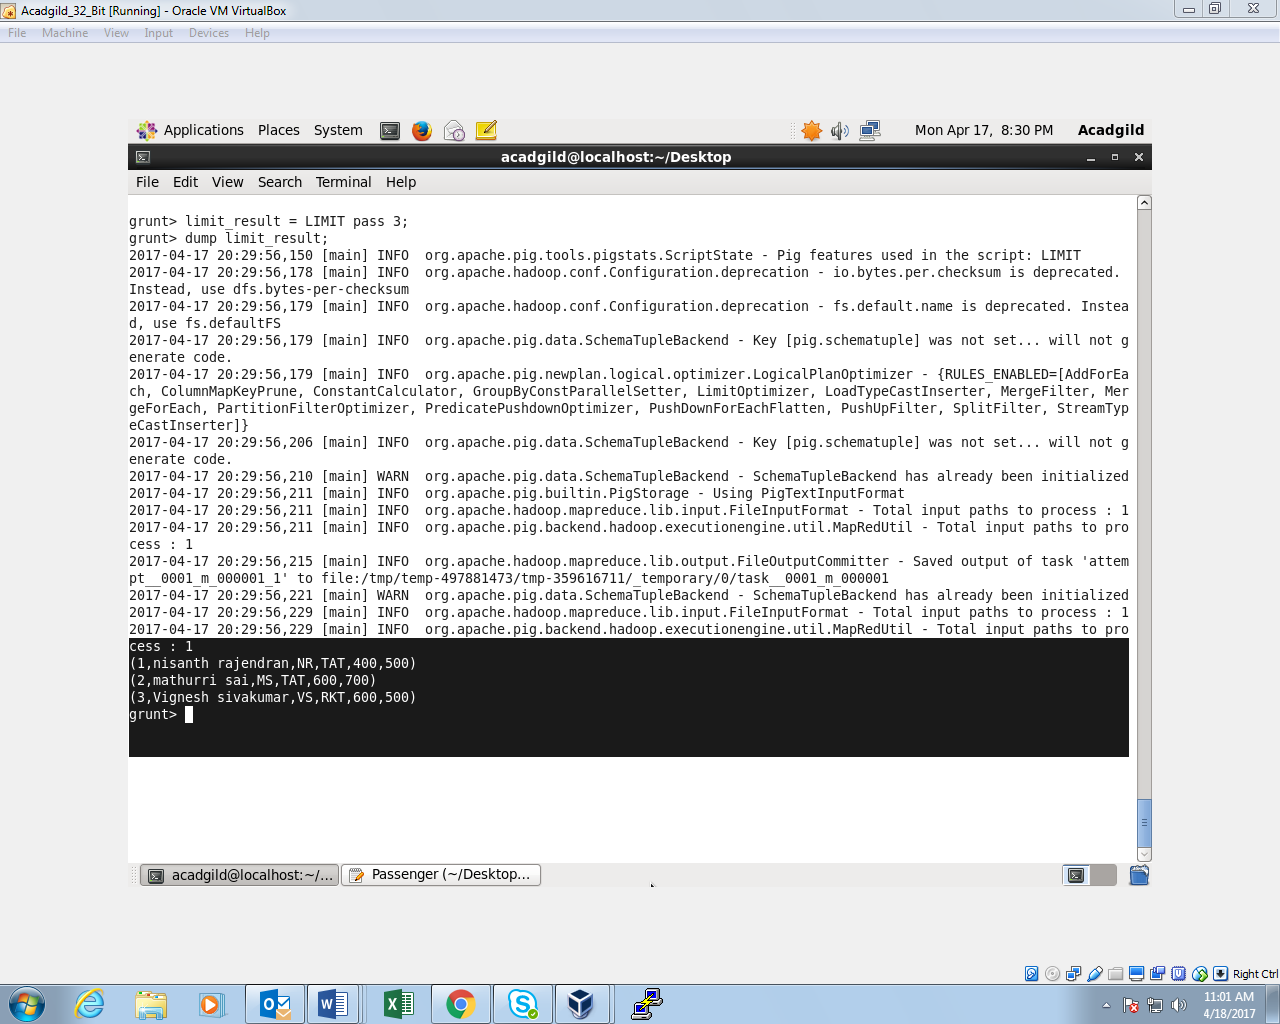 Acadgild_32_Bit [Running] - Oracle VM VirtualBox
File Machine View Input Devices Help
Applications Places System Mon Apr 17, 8:30 PM Acadgild
acadgild@localhost:~/Desktop
File Edit View Search Terminal Help
grunt> limit_result = LIMIT pass 3;
grunt> dump limit_result;
2017-04-17 20:29:56,150 [main] INFO  org.apache.pig.tools.pigstats.ScriptState - Pig features used in the script: LIMIT
2017-04-17 20:29:56,178 [main] INFO  org.apache.hadoop.conf.Configuration.deprecation - io.bytes.per.checksum is deprecated.
Instead, use dfs.bytes-per-checksum
2017-04-17 20:29:56,179 [main] INFO  org.apache.hadoop.conf.Configuration.deprecation - fs.default.name is deprecated. Instea
d, use fs.defaultFS
2017-04-17 20:29:56,179 [main] INFO  org.apache.pig.data.SchemaTupleBackend - Key [pig.schematuple] was not set... will not g
enerate code.
2017-04-17 20:29:56,179 [main] INFO  org.apache.pig.newplan.logical.optimizer.LogicalPlanOptimizer - {RULES_ENABLED=[AddForEa
ch, ColumnMapKeyPrune, ConstantCalculator, GroupByConstParallelSetter, LimitOptimizer, LoadTypeCastInserter, MergeFilter, Mer
geForEach, PartitionFilterOptimizer, PredicatePushdownOptimizer, PushDownForEachFlatten, PushUpFilter, SplitFilter, StreamTyp
eCastInserter]}
2017-04-17 20:29:56,206 [main] INFO  org.apache.pig.data.SchemaTupleBackend - Key [pig.schematuple] was not set... will not g
enerate code.
2017-04-17 20:29:56,210 [main] WARN  org.apache.pig.data.SchemaTupleBackend - SchemaTupleBackend has already been initialized
2017-04-17 20:29:56,211 [main] INFO  org.apache.pig.builtin.PigStorage - Using PigTextInputFormat
2017-04-17 20:29:56,211 [main] INFO  org.apache.hadoop.mapreduce.lib.input.FileInputFormat - Total input paths to process : 1
2017-04-17 20:29:56,211 [main] INFO  org.apache.pig.backend.hadoop.executionengine.util.MapRedUtil - Total input paths to pro
cess : 1
2017-04-17 20:29:56,215 [main] INFO  org.apache.hadoop.mapreduce.lib.output.FileOutputCommitter - Saved output of task 'attem
pt__0001_m_000001_1' to file:/tmp/temp-497881473/tmp-359616711/_temporary/0/task__0001_m_000001
2017-04-17 20:29:56,221 [main] WARN  org.apache.pig.data.SchemaTupleBackend - SchemaTupleBackend has already been initialized
2017-04-17 20:29:56,229 [main] INFO  org.apache.hadoop.mapreduce.lib.input.FileInputFormat - Total input paths to process : 1
2017-04-17 20:29:56,229 [main] INFO  org.apache.pig.backend.hadoop.executionengine.util.MapRedUtil - Total input paths to pro
cess : 1
(1,nisanth rajendran,NR,TAT,400,500)
(2,mathurri sai,MS,TAT,600,700)
(3,Vignesh sivakumar,VS,RKT,600,500)
grunt>
acadgild@localhost:~/... Passenger (~/Desktop...
Right Ctrl
11:01 AM
4/18/2017